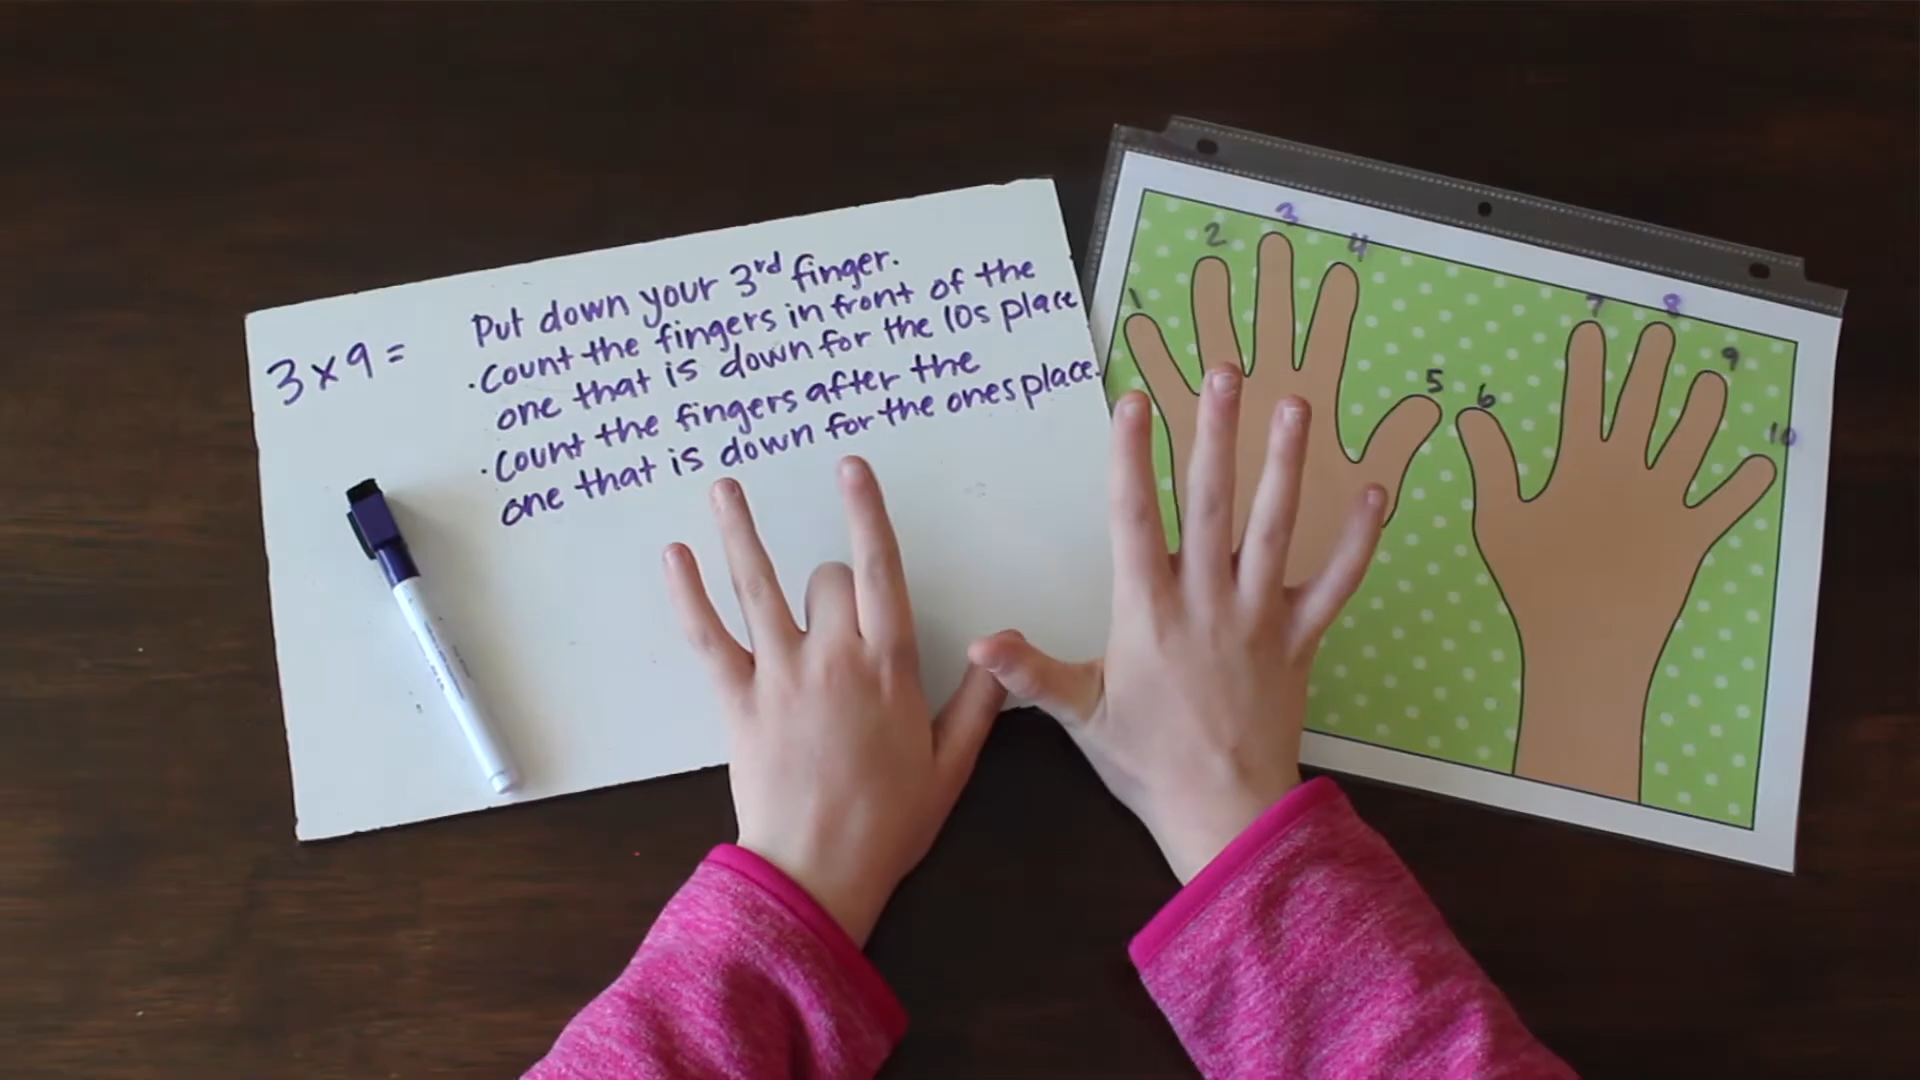 3 x 9 =
Put down your 3rd finger.
· Count the fingers in front of the
one that is down for the 10s place
· Count the fingers after the
one that is down for the ones place.
1
2
3
4
5
6
7
8
9
10